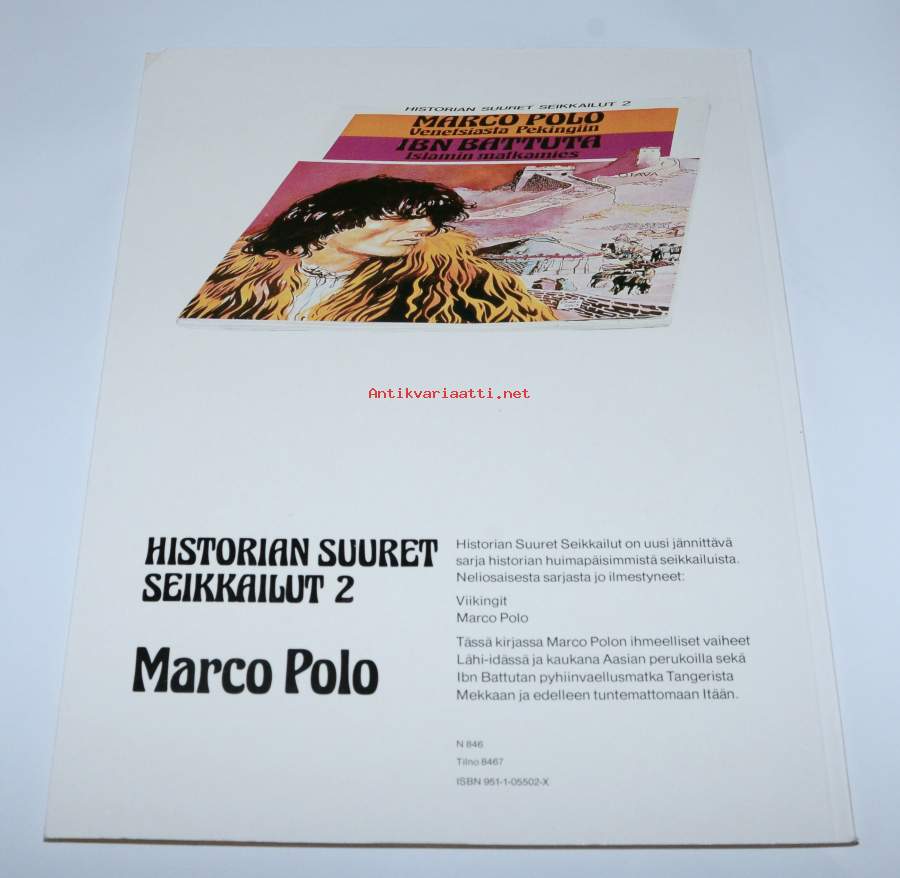 HISTORIAN SUURET SEIKKAILUT 2
MARCO POLO
Venetsiasta Pekingiin
IBN BATTUTA
Islamin matkamies
OTAVA
Antikvariaatti.net
HISTORIAN SUURET
SEIKKAILUT 2
Marco Polo
Historian Suuret Seikkailut on uusi jännittävä
sarja historian huimapäisimmistä seikkailuista.
Neliosaisesta sarjasta jo ilmestyneet:
Viikingit
Marco Polo
Tässä kirjassa Marco Polon ihmeelliset vaiheet
Lähi-idässä ja kaukana Aasian perukoilla sekä
Ibn Battutan pyhiinvaellusmatka Tangerista
Mekkaan ja edelleen tuntemattomaan Itään.
N 846
Tilno 8467
ISBN 951-1-05502-X